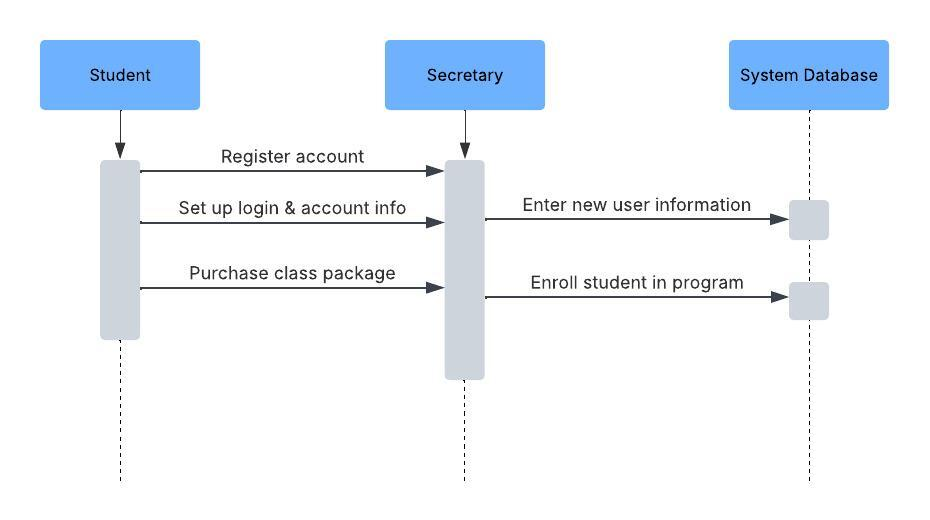 Student
Secretary
System Database
Register account
Set up login & account info
Enter new user information
Purchase class package
Enroll student in program